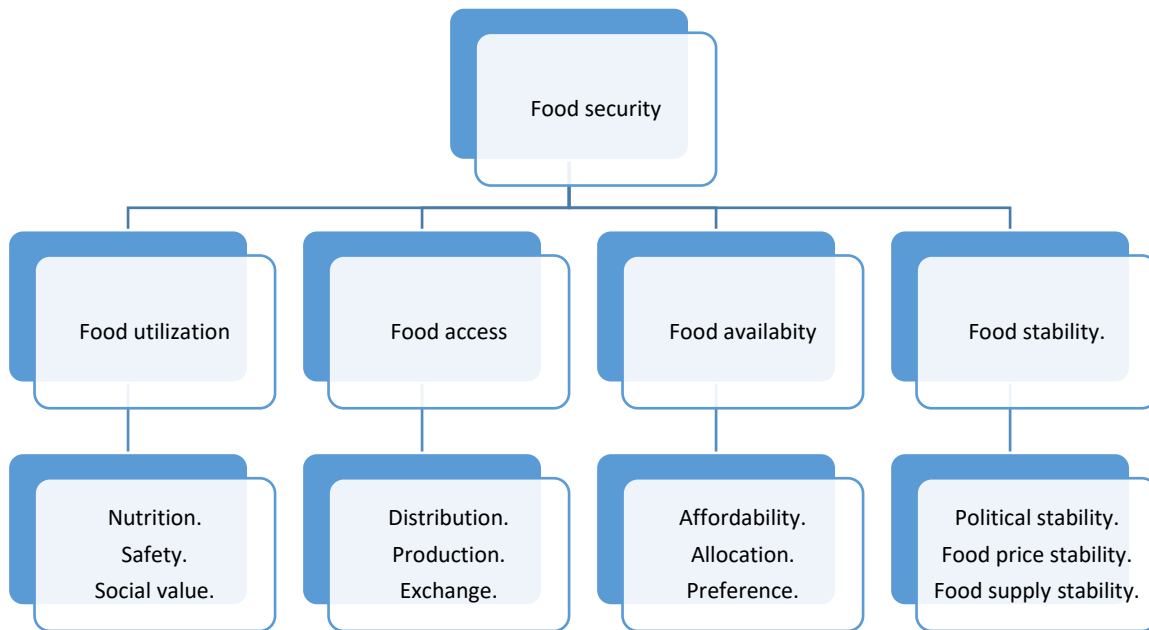 Food security
Food utilization
Food access
Food availabity
Food stability.
Nutrition.
Safety.
Social value.
Distribution.
Production.
Exchange.
Affordability.
Allocation.
Preference.
Political stability.
Food price stability.
Food supply stability.